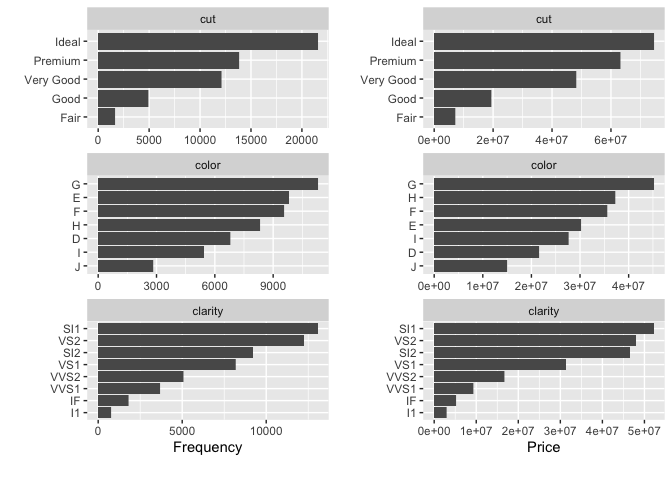 cut
Ideal
Premium
Very Good
Good
Fair
0 5000 10000 15000 20000
cut
Ideal
Premium
Very Good
Good
Fair
0e+00 2e+07 4e+07 6e+07
color
G
E
F
H
D
I
J
0 3000 6000 9000
color
G
H
F
E
I
D
J
0e+00 1e+07 2e+07 3e+07 4e+07
clarity
SI1
VS2
SI2
VS1
VVS2
VVS1
IF
I1
0 5000 10000
Frequency
clarity
SI1
VS2
SI2
VS1
VVS2
VVS1
IF
I1
0e+00 1e+07 2e+07 3e+07 4e+07 5e+07
Price